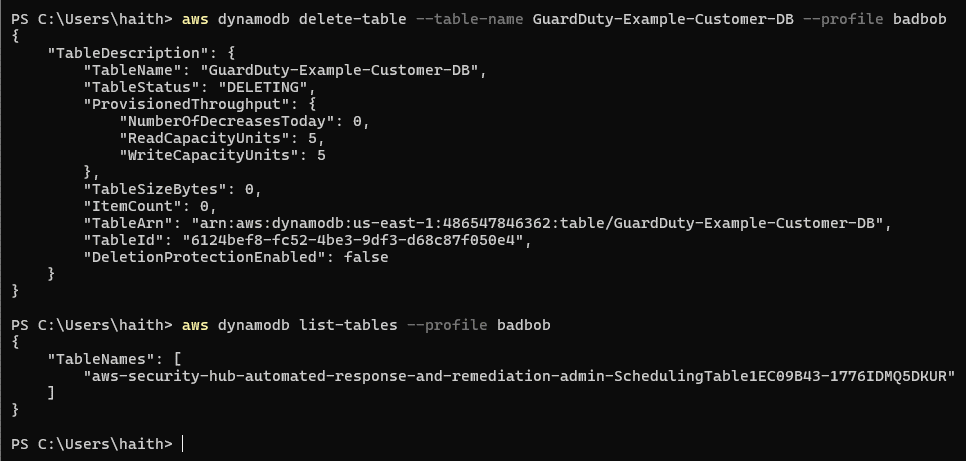 PS C:\Users\haith> aws dynamodb delete-table --table-name GuardDuty-Example-Customer-DB --profile badbob
{
    "TableDescription": {
        "TableName": "GuardDuty-Example-Customer-DB",
        "TableStatus": "DELETING",
        "ProvisionedThroughput": {
            "NumberOfDecreasesToday": 0,
            "ReadCapacityUnits": 5,
            "WriteCapacityUnits": 5
        },
        "TableSizeBytes": 0,
        "ItemCount": 0,
        "TableArn": "arn:aws:dynamodb:us-east-1:486547846362:table/GuardDuty-Example-Customer-DB",
        "TableId": "6124bef8-fc52-4be3-9df3-d68c87f050e4",
        "DeletionProtectionEnabled": false
    }
}
PS C:\Users\haith> aws dynamodb list-tables --profile badbob
{
    "TableNames": [
        "aws-security-hub-automated-response-and-remediation-admin-SchedulingTable1EC09B43-1776IDMQ5DKUR"
    ]
}
PS C:\Users\haith>